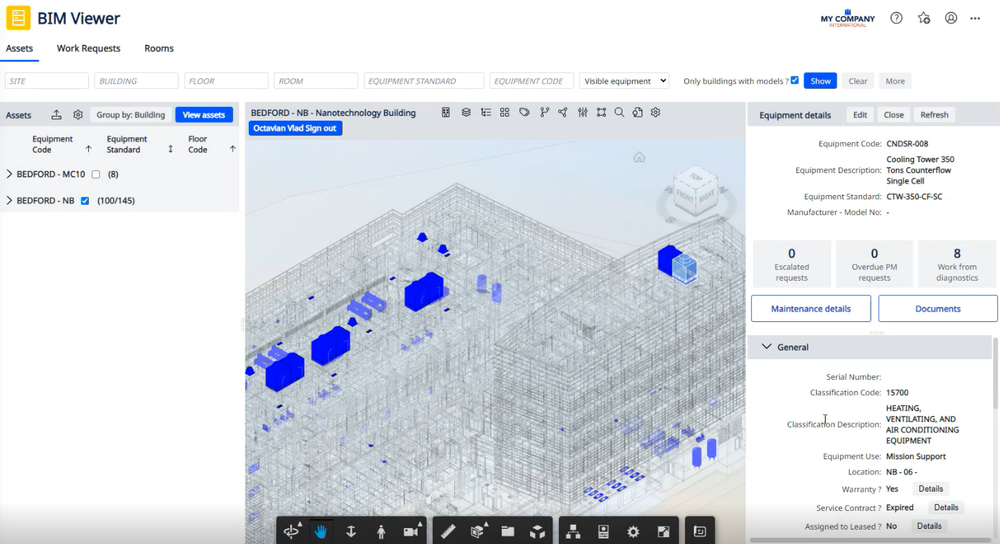 BIM Viewer
MY COMPANY
INTERNATIONAL
Assets
Work Requests
Rooms
SITE
BUILDING
FLOOR
ROOM
EQUIPMENT STANDARD
EQUIPMENT CODE
Visible equipment
Only buildings with models ?
Show
Clear
More
Assets
Group by: Building
View assets
Equipment Code
Equipment Standard
Floor Code
BEDFORD - MC10 (8)
BEDFORD - NB (100/145)
BEDFORD - NB - Nanotechnology Building
Octavian Vlad Sign out
TOP
FRONT
RIGHT
Equipment details
Edit
Close
Refresh
Equipment Code: CNDSR-008
Equipment Description: Cooling Tower 350
Tons Counterflow
Single Cell
Equipment Standard: CTW-350-CF-SC
Manufacturer - Model No: -
0
Escalated
requests
0
Overdue PM
requests
8
Work from
diagnostics
Maintenance details
Documents
General
Serial Number:
Classification Code: 15700
Classification Description: HEATING,
VENTILATING, AND
AIR CONDITIONING
EQUIPMENT
Equipment Use: Mission Support
Location: NB - 06 -
Warranty ? Yes Details
Service Contract ? Expired Details
Assigned to Leased ? No Details